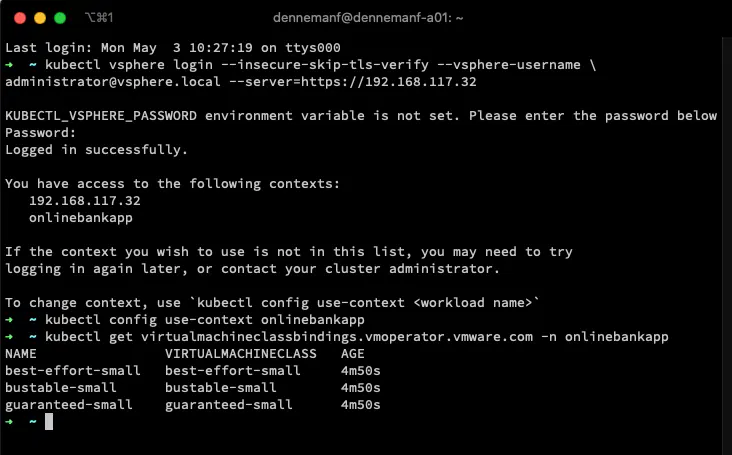 ⌥⌘1 dennemanf@dennemanf-a01: ~
Last login: Mon May  3 10:27:19 on ttys000
➜  ~ kubectl vsphere login --insecure-skip-tls-verify --vsphere-username \
administrator@vsphere.local --server=https://192.168.117.32
KUBECTL_VSPHERE_PASSWORD environment variable is not set. Please enter the password below
Password:
Logged in successfully.
You have access to the following contexts:
   192.168.117.32
   onlinebankapp
If the context you wish to use is not in this list, you may need to try
logging in again later, or contact your cluster administrator.
To change context, use `kubectl config use-context <workload name>`
➜  ~ kubectl config use-context onlinebankapp
➜  ~ kubectl get virtualmachineclassbindings.vmoperator.vmware.com -n onlinebankapp
NAME                VIRTUALMACHINECLASS   AGE
best-effort-small   best-effort-small     4m50s
bustable-small      bustable-small        4m50s
guaranteed-small    guaranteed-small      4m50s
➜  ~